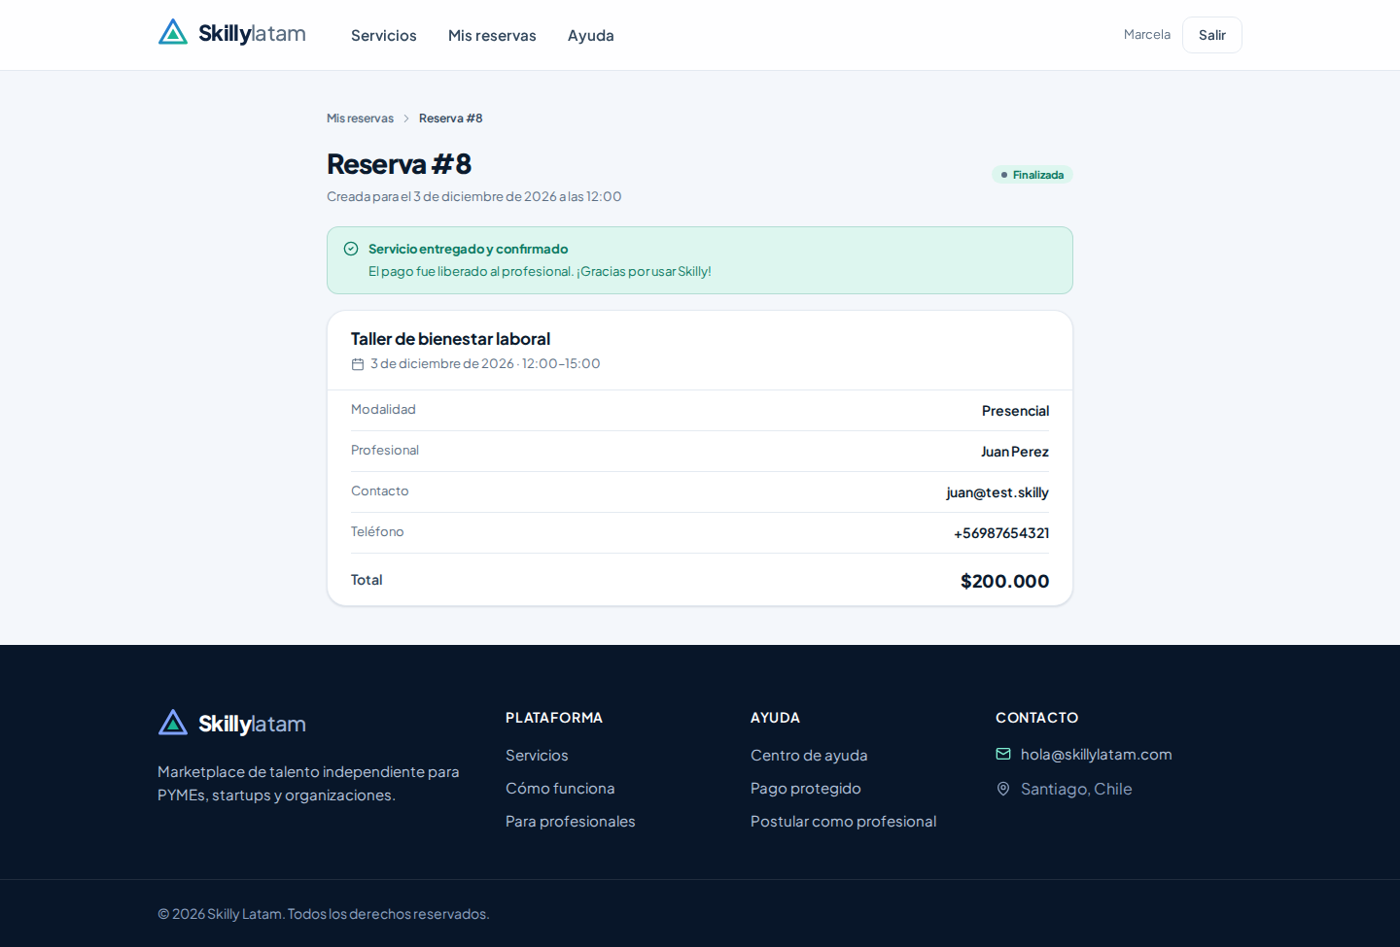 Skillylatam Servicios Mis reservas Ayuda Marcela Salir
Mis reservas > Reserva #8
Reserva #8
Finalizada
Creada para el 3 de diciembre de 2026 a las 12:00
Servicio entregado y confirmado
El pago fue liberado al profesional. ¡Gracias por usar Skilly!
Taller de bienestar laboral
3 de diciembre de 2026 · 12:00–15:00
Modalidad Presencial
Profesional Juan Perez
Contacto juan@test.skilly
Teléfono +56987654321
Total $200.000
Skillylatam
Marketplace de talento independiente para
PYMEs, startups y organizaciones.
PLATAFORMA
Servicios
Cómo funciona
Para profesionales
AYUDA
Centro de ayuda
Pago protegido
Postular como profesional
CONTACTO
hola@skillylatam.com
Santiago, Chile
© 2026 Skilly Latam. Todos los derechos reservados.